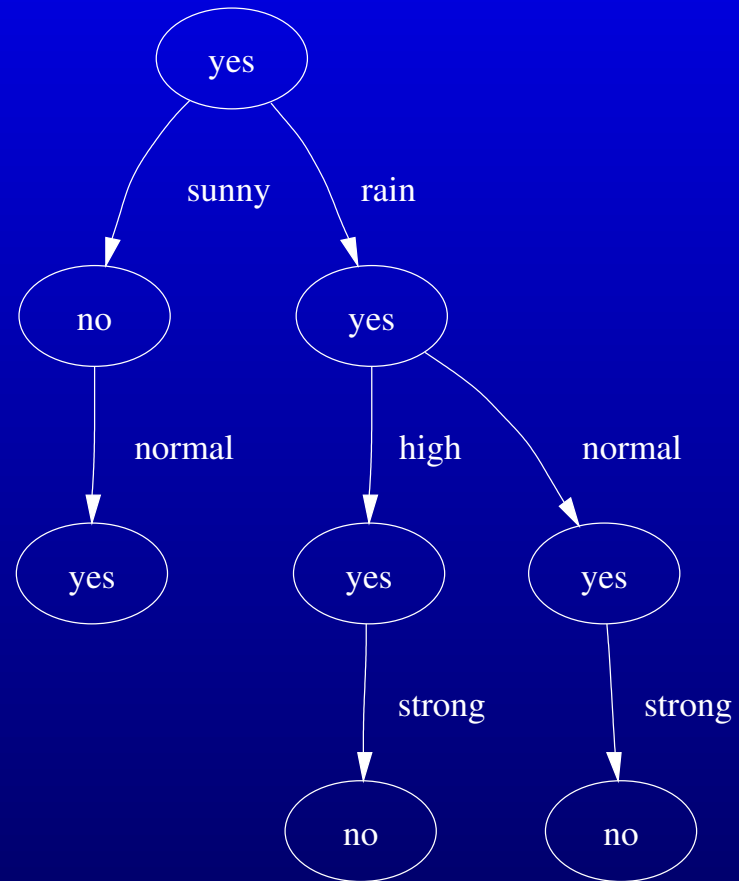 yes
sunny
rain
no
yes
normal
high
normal
yes
yes
yes
strong
strong
no
no